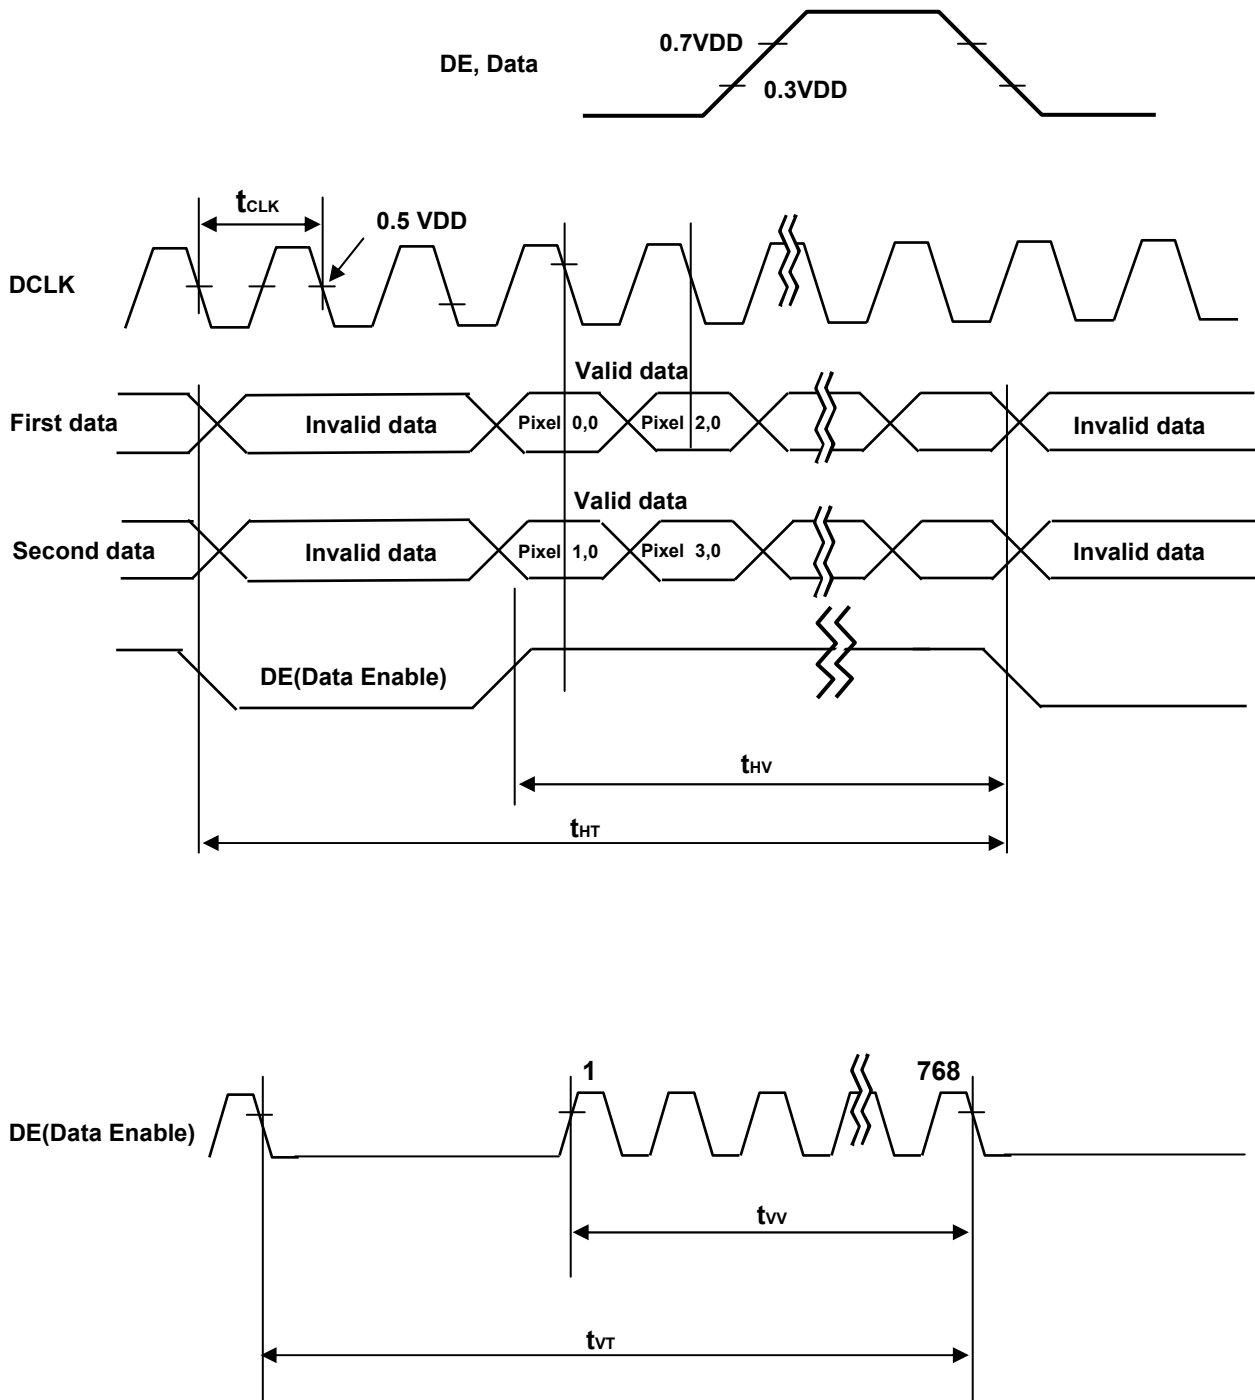 0.7VDD
DE, Data
0.3VDD
tCLK
0.5 VDD
DCLK
Valid data
First data
Invalid data
Pixel 0,0
Pixel 2,0
Invalid data
Valid data
Second data
Invalid data
Pixel 1,0
Pixel 3,0
Invalid data
DE(Data Enable)
tHV
tHT
1
768
DE(Data Enable)
tVV
tVT